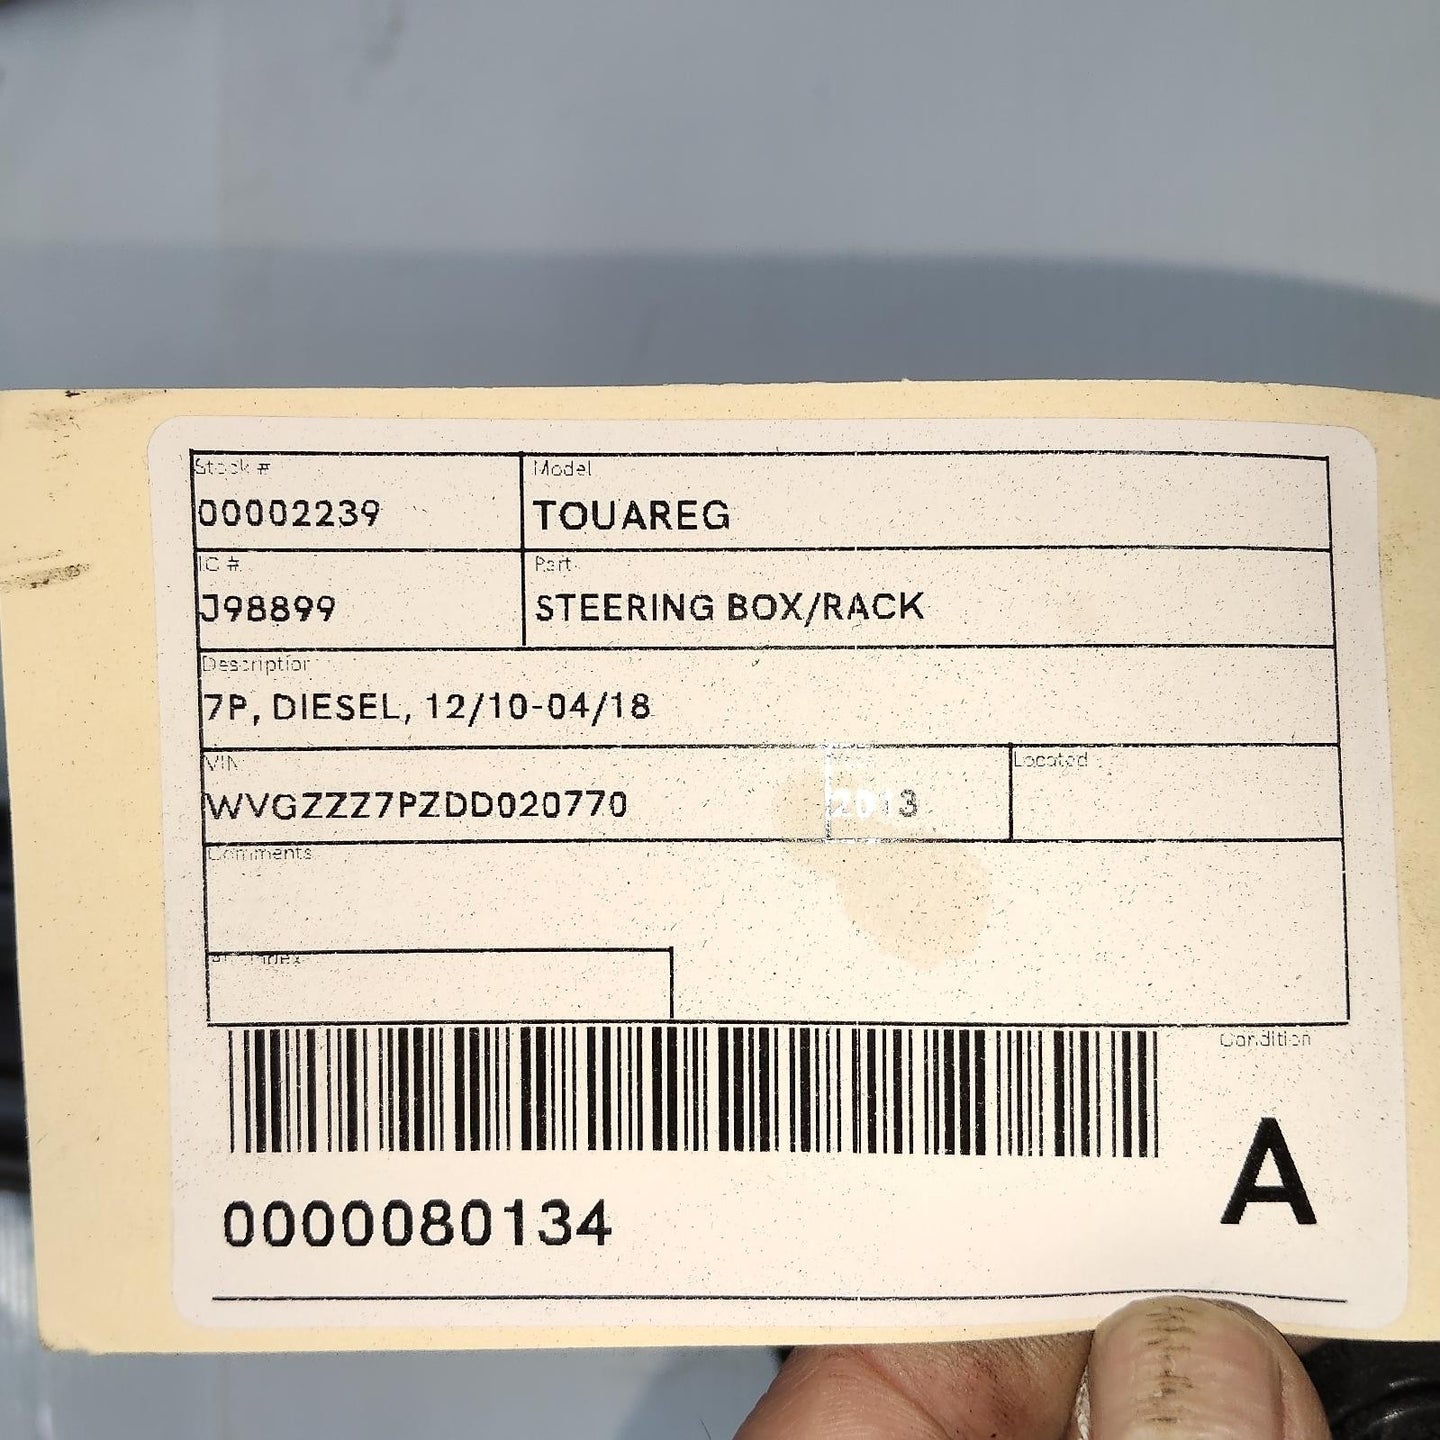 Stock # Model
00002239 TOUAREG
IC # Part
J98899 STEERING BOX/RACK
Description
7P, DIESEL, 12/10-04/18
VIN Located
WVGZZZ7PZDD020770 2013
Comments
0000080134
Condition
A